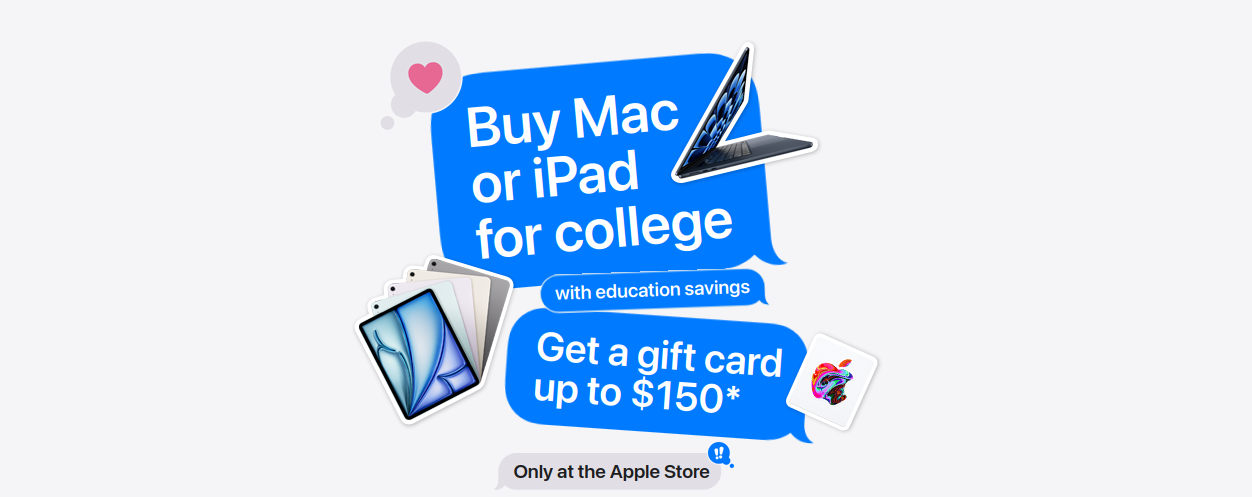 Buy Mac
or iPad
for college
with education savings
Get a gift card
up to $150*
!!
Only at the Apple Store